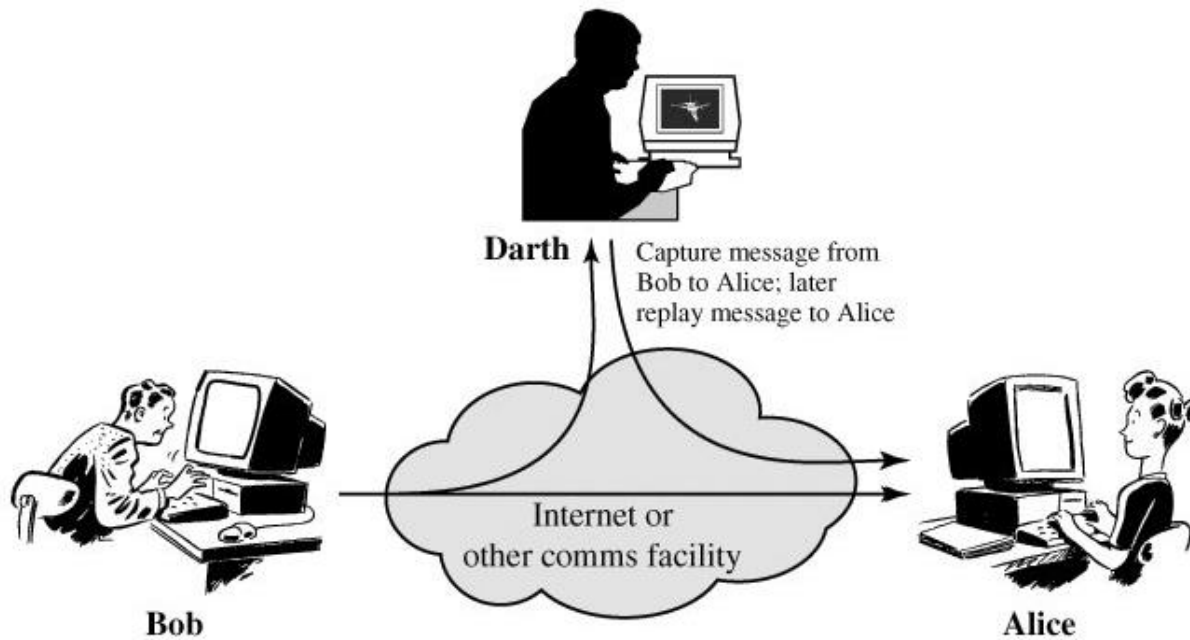 Darth
Capture message from
Bob to Alice; later
replay message to Alice
Internet or
other comms facility
Bob
Alice